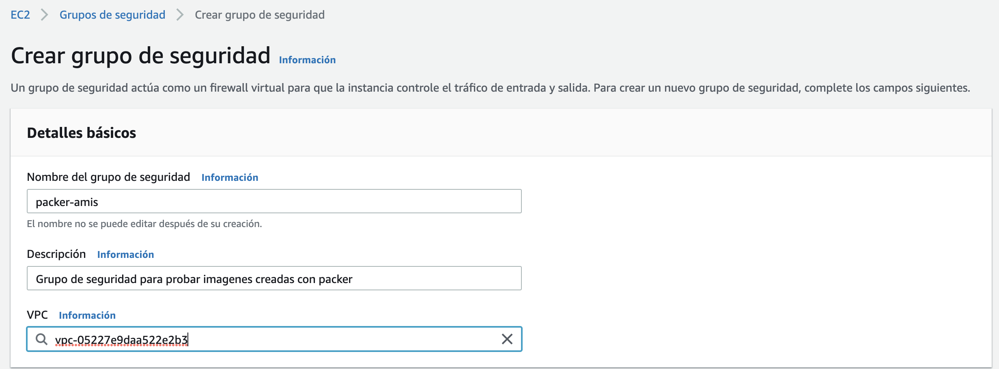 EC2 > Grupos de seguridad > Crear grupo de seguridad
Crear grupo de seguridad Información
Un grupo de seguridad actúa como un firewall virtual para que la instancia controle el tráfico de entrada y salida. Para crear un nuevo grupo de seguridad, complete los campos siguientes.
Detalles básicos
Nombre del grupo de seguridad Información
packer-amis
El nombre no se puede editar después de su creación.
Descripción Información
Grupo de seguridad para probar imagenes creadas con packer
VPC Información
vpc-05227e9daa522e2b3